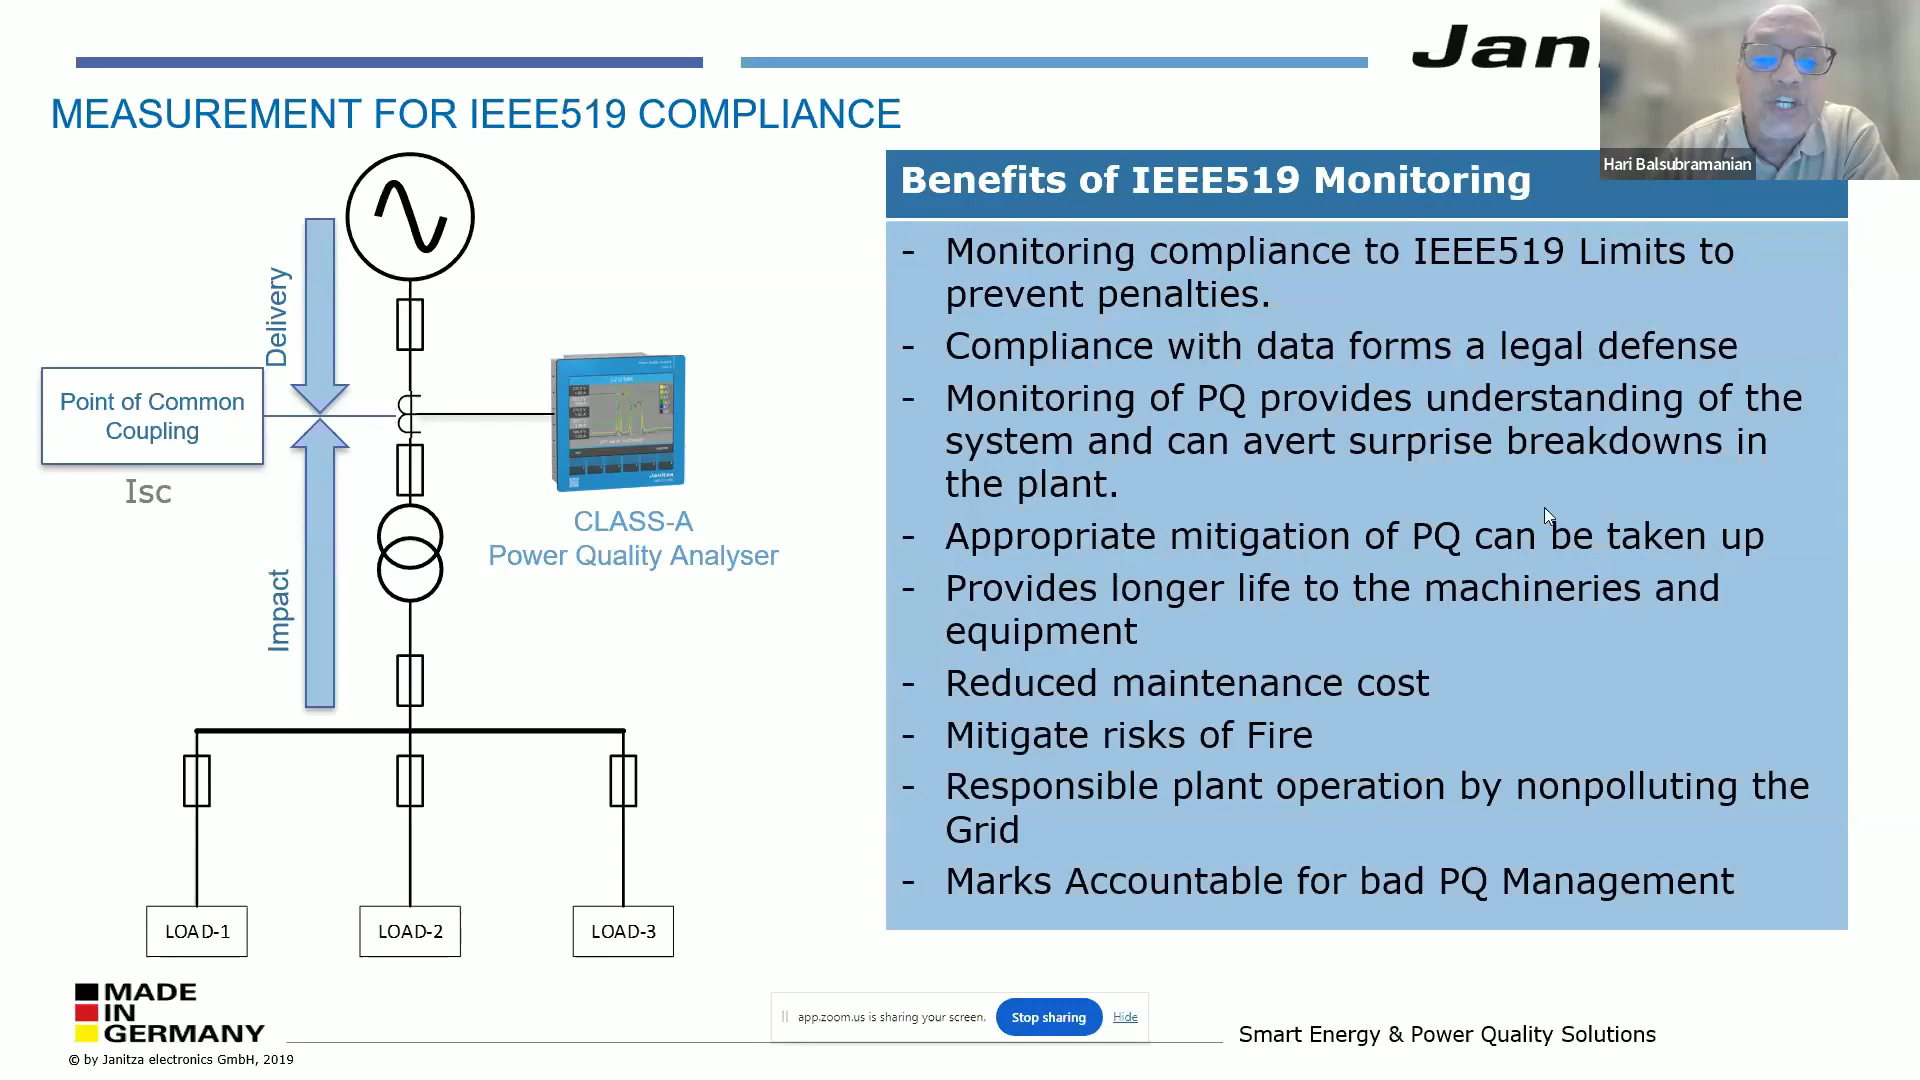 Jan
MEASUREMENT FOR IEEE519 COMPLIANCE
Hari Balsubramanian
Benefits of IEEE519 Monitoring
Delivery
Point of Common
Coupling
Isc
Impact
CLASS-A
Power Quality Analyser
Janitza
- Monitoring compliance to IEEE519 Limits to
prevent penalties.
- Compliance with data forms a legal defense
- Monitoring of PQ provides understanding of the
system and can avert surprise breakdowns in
the plant.
- Appropriate mitigation of PQ can be taken up
- Provides longer life to the machineries and
equipment
- Reduced maintenance cost
- Mitigate risks of Fire
- Responsible plant operation by nonpolluting the
Grid
- Marks Accountable for bad PQ Management
LOAD-1
LOAD-2
LOAD-3
MADE
IN
GERMANY
© by Janitza electronics GmbH, 2019
app.zoom.us is sharing your screen.
Stop sharing
Hide
Smart Energy & Power Quality Solutions